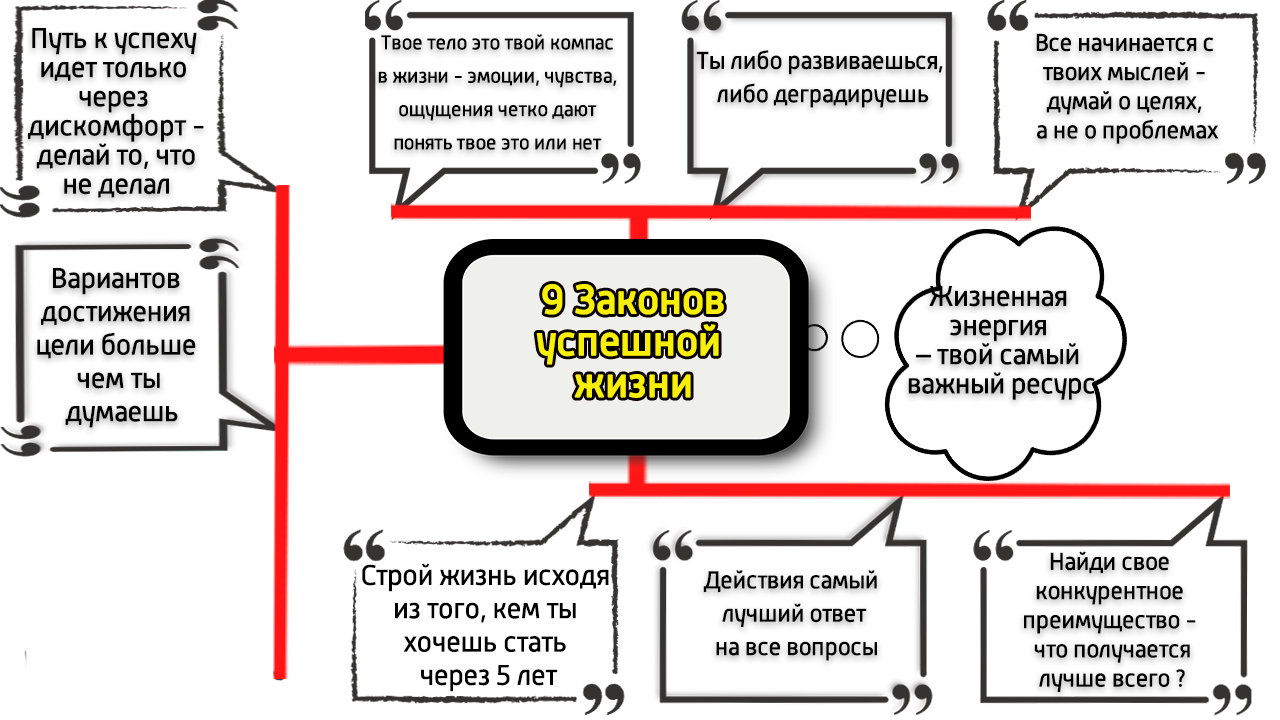 Путь к успеху
идет только
через
дискомфорт -
делай то, что
не делал
Твое тело это твой компас
в жизни - эмоции, чувства,
ощущения четко дают
понять твое это или нет
Ты либо развиваешься,
либо деградируешь
Все начинается с
твоих мыслей -
думай о целях,
а не о проблемах
Вариантов
достижения
цели больше
чем ты
думаешь
9 Законов
успешной
жизни
Жизненная
энергия
– твой самый
важный ресурс
Строй жизнь исходя
из того, кем ты
хочешь стать
через 5 лет
Действия самый
лучший ответ
на все вопросы
Найди свое
конкурентное
преимущество -
что получается
лучше всего ?